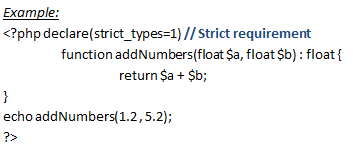 Example:
<?php declare(strict_types=1) // Strict requirement
function addNumbers(float $a, float $b) : float {
return $a + $b;
}
echo addNumbers(1.2, 5.2);
?>